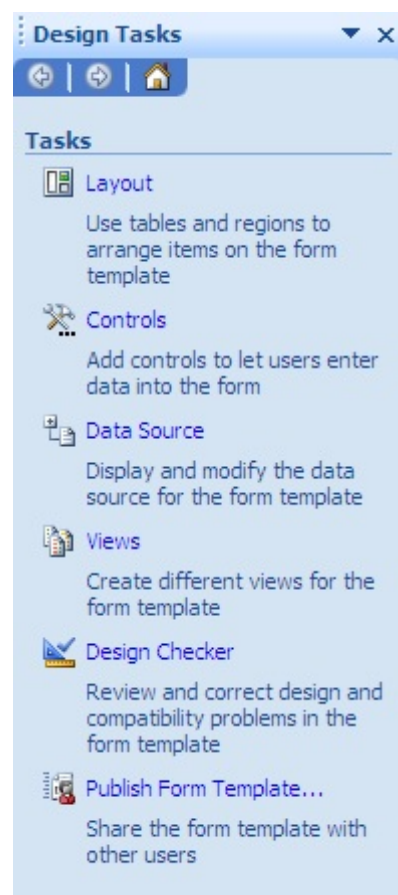 Design Tasks
Tasks
Layout
Use tables and regions to
arrange items on the form
template
Controls
Add controls to let users enter
data into the form
Data Source
Display and modify the data
source for the form template
Views
Create different views for the
form template
Design Checker
Review and correct design and
compatibility problems in the
form template
Publish Form Template...
Share the form template with
other users